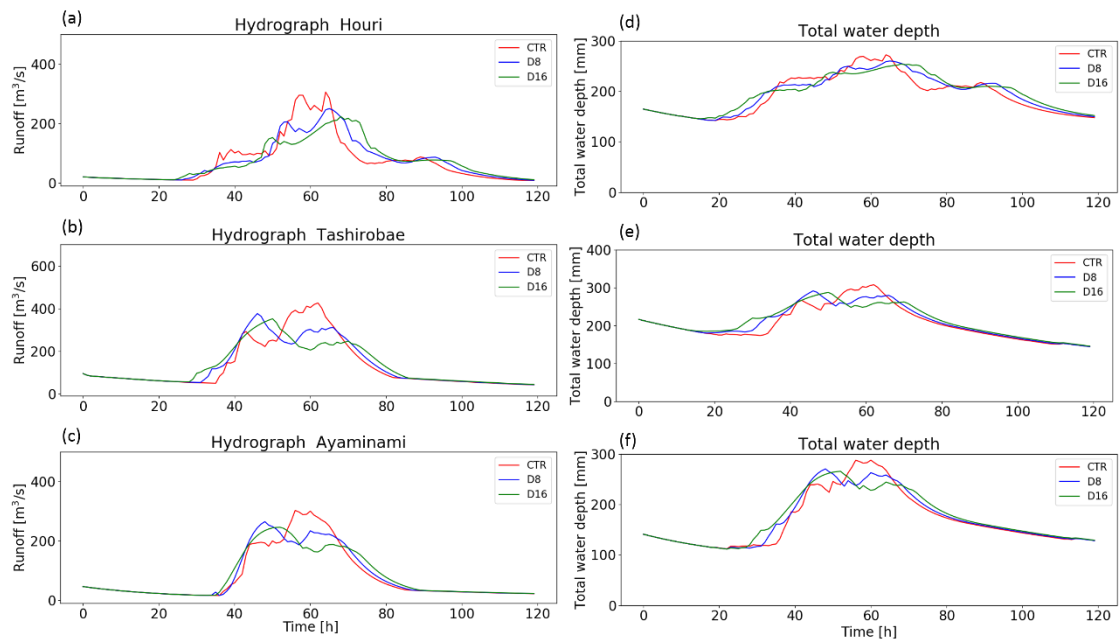 (a)
Hydrograph  Houri
Runoff [m³/s]
400
200
0
CTR
D8
D16
0 20 40 60 80 100 120
(d)
Total water depth
Total water depth [mm]
300
200
100
0
CTR
D8
D16
0 20 40 60 80 100 120
(b)
Hydrograph  Tashirobae
Runoff [m³/s]
600
400
200
0
CTR
D8
D16
0 20 40 60 80 100 120
(e)
Total water depth
Total water depth [mm]
400
300
200
100
0
CTR
D8
D16
0 20 40 60 80 100 120
(c)
Hydrograph  Ayaminami
Runoff [m³/s]
400
200
0
CTR
D8
D16
0 20 40 60 80 100 120
Time [h]
(f)
Total water depth
Total water depth [mm]
300
200
100
0
CTR
D8
D16
0 20 40 60 80 100 120
Time [h]